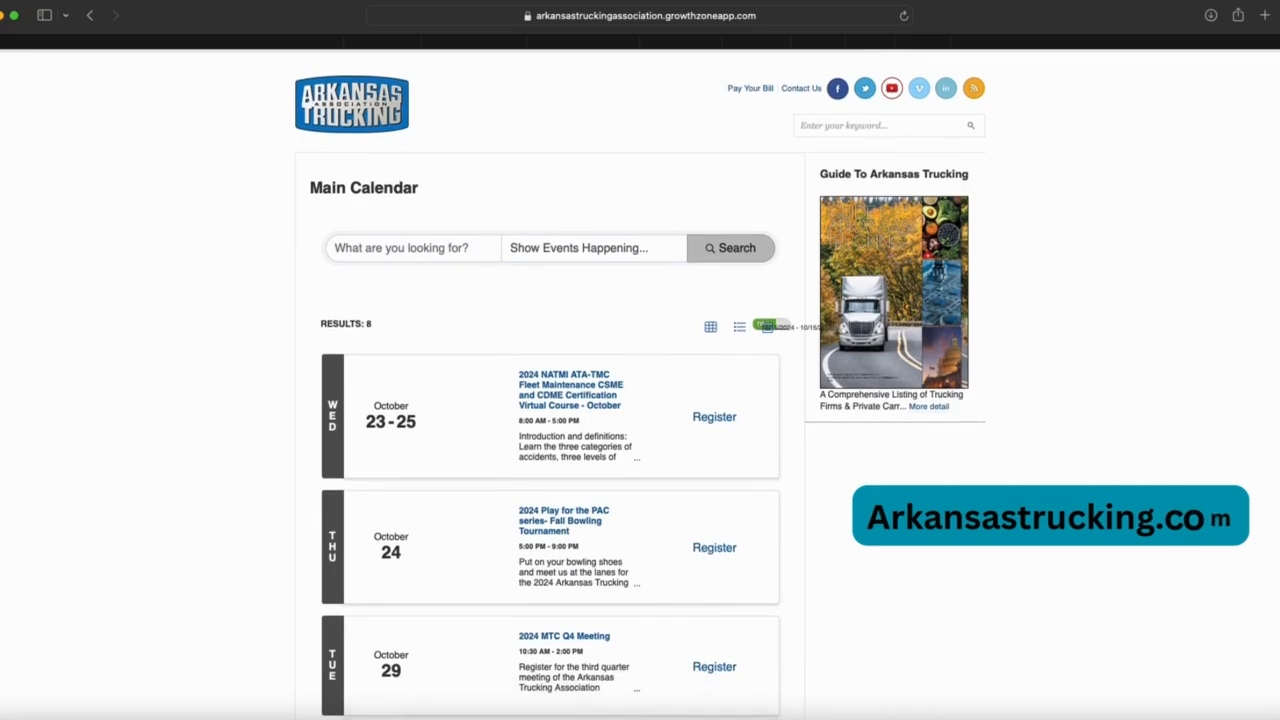 arkansastruckingassociation.growthzoneapp.com
ARKANSAS
ASSOCIATION
TRUCKING
Pay Your Bill
Contact Us
Enter your keyword...
Main Calendar
Guide To Arkansas Trucking
What are you looking for?
Show Events Happening...
Search
RESULTS: 8
A Comprehensive Listing of Trucking
Firms & Private Carr... More detail
WED
October
23 - 25
2024 NATMI ATA-TMC
Fleet Maintenance CSME
and CDME Certification
Virtual Course - October
8:00 AM - 5:00 PM
Introduction and definitions:
Learn the three categories of
accidents, three levels of ...
Register
THU
October
24
2024 Play for the PAC
series- Fall Bowling
Tournament
5:00 PM - 9:00 PM
Put on your bowling shoes
and meet us at the lanes for
the 2024 Arkansas Trucking ...
Register
TUE
October
29
2024 MTC Q4 Meeting
10:30 AM - 2:00 PM
Register for the third quarter
meeting of the Arkansas
Trucking Association ...
Register
Arkansastrucking.com